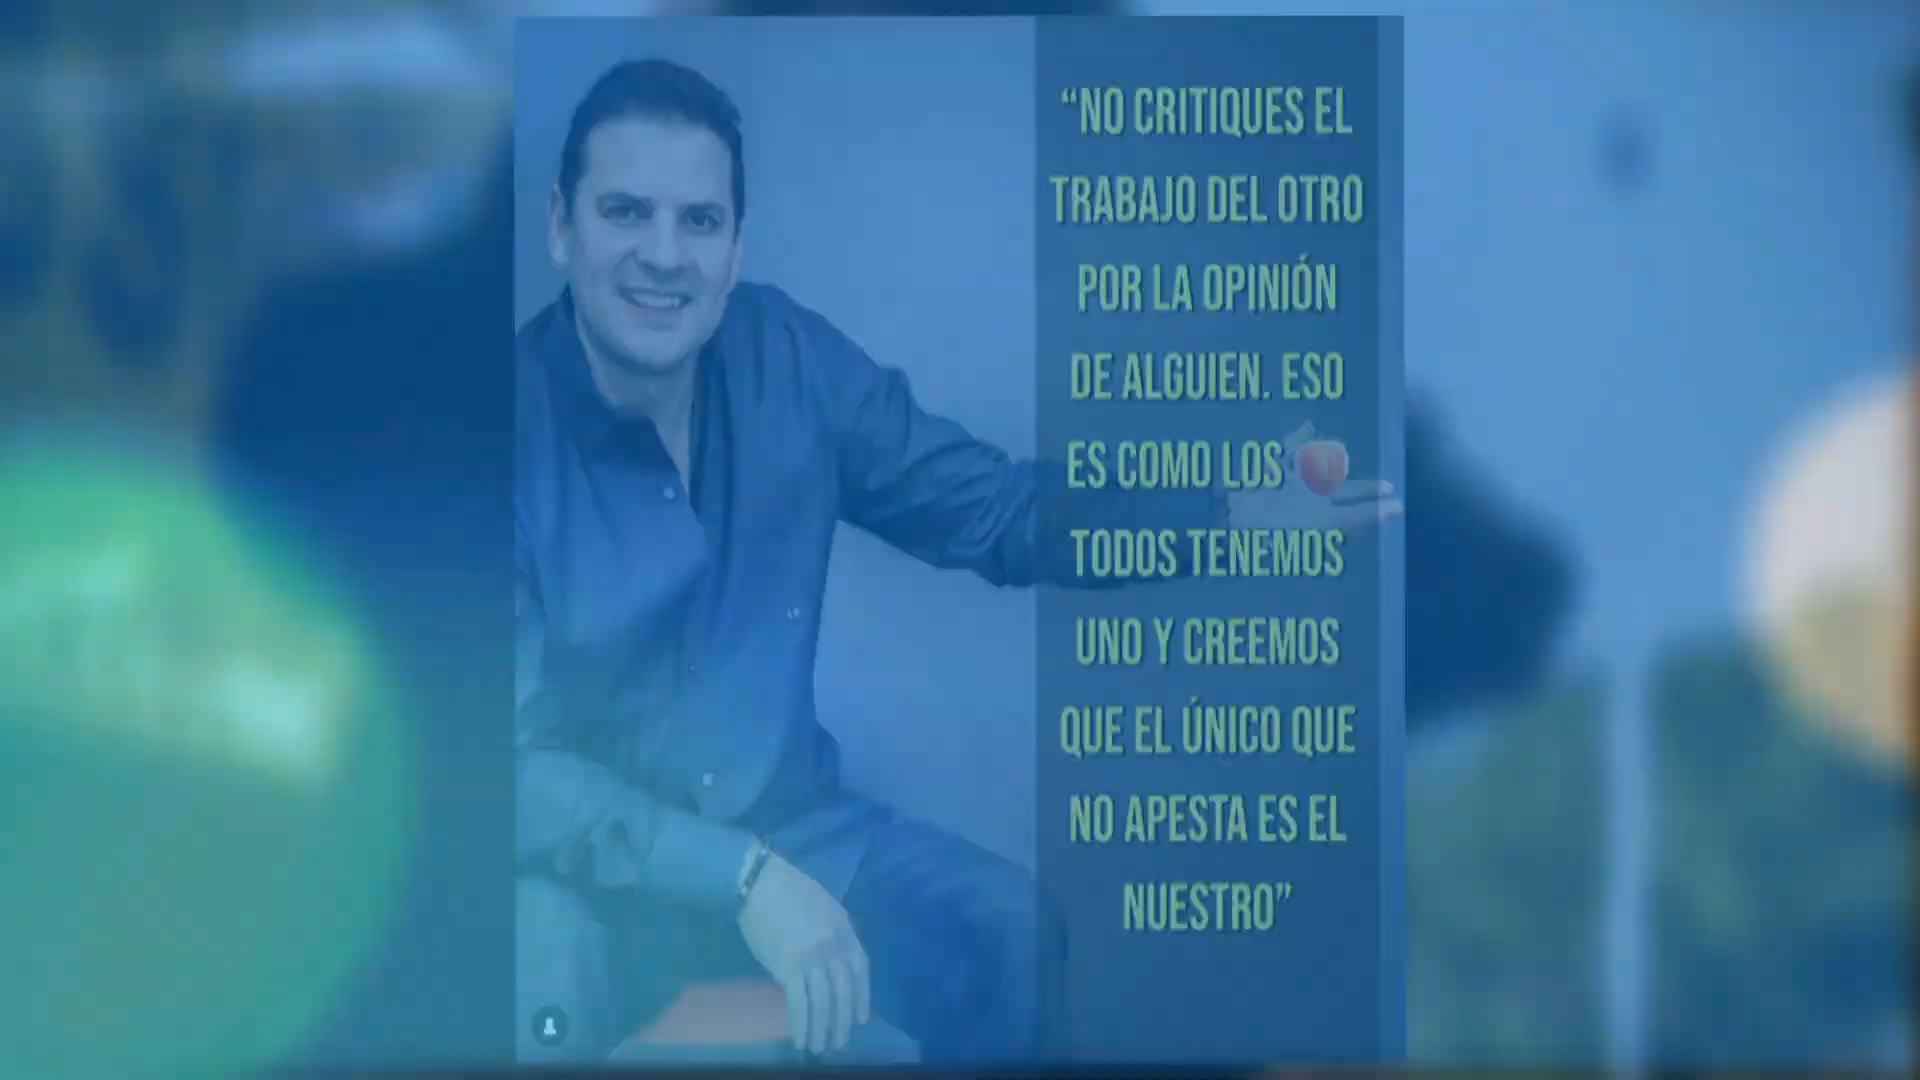 “NO CRITIQUES EL
TRABAJO DEL OTRO
POR LA OPINIÓN
DE ALGUIEN. ESO
ES COMO LOS 🍑
TODOS TENEMOS
UNO Y CREEMOS
QUE EL ÚNICO QUE
NO APESTA ES EL
NUESTRO”